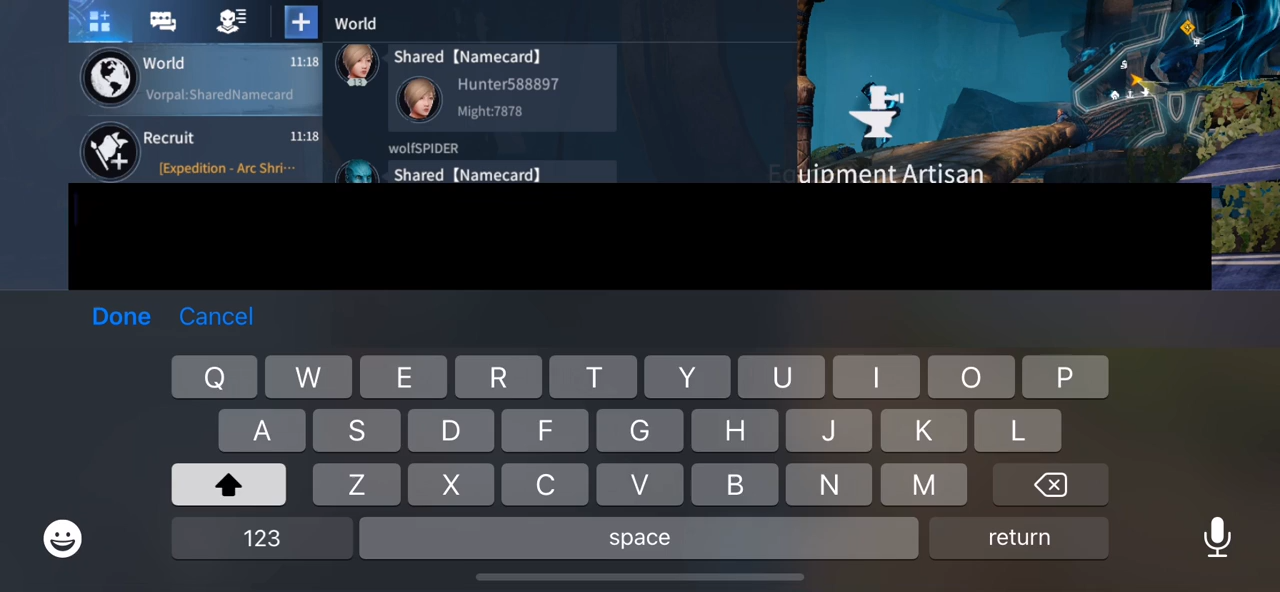 World
World
11:18
Vorpal:SharedNamecard
Recruit
11:18
[Expedition - Arc Shri···
Shared【Namecard】
Hunter588897
Might:7878
wolfSPIDER
Shared【Namecard】
Equipment Artisan
Done
Cancel
Q W E R T Y U I O P
A S D F G H J K L
Z X C V B N M
123
space
return